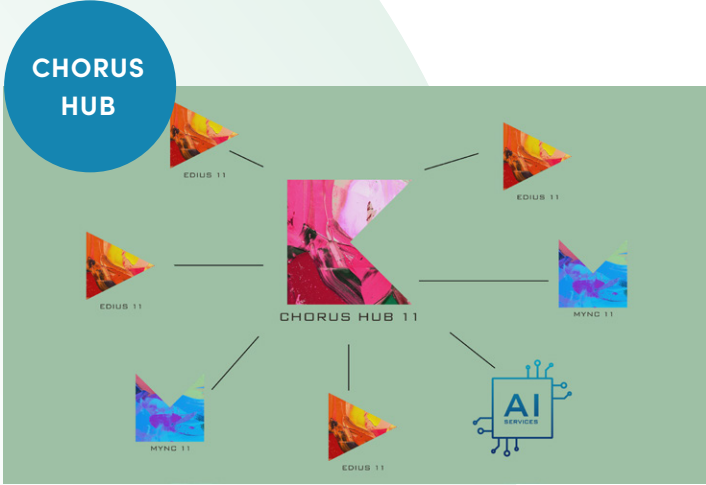 CHORUS
HUB
EDIUS 11
EDIUS 11
EDIUS 11
CHORUS HUB 11
MYNC 11
AI
SERVICES
MYNC 11
EDIUS 11